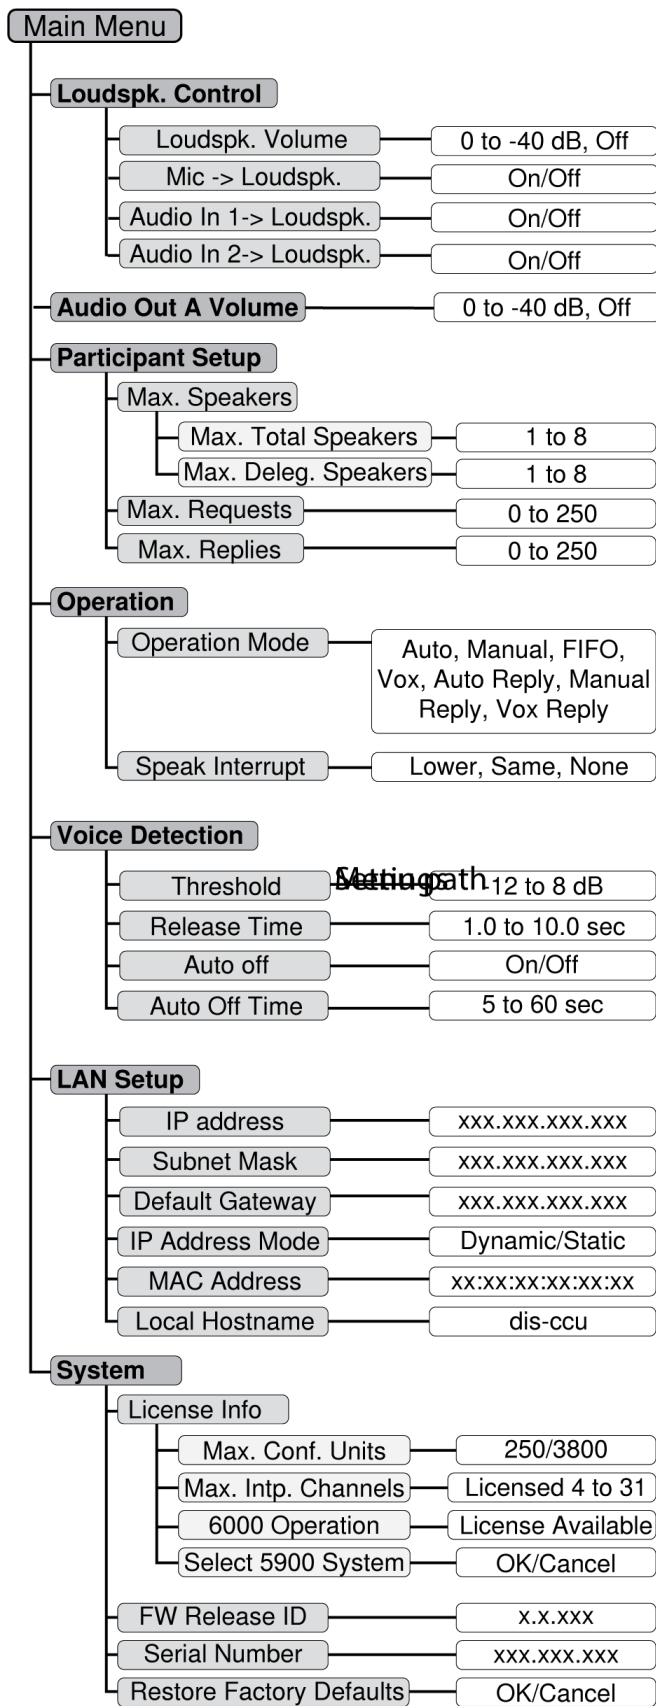 Main Menu
Loudspk. Control
Loudspk. Volume 0 to -40 dB, Off
Mic -> Loudspk. On/Off
Audio In 1-> Loudspk. On/Off
Audio In 2-> Loudspk. On/Off
Audio Out A Volume 0 to -40 dB, Off
Participant Setup
Max. Speakers
Max. Total Speakers 1 to 8
Max. Deleg. Speakers 1 to 8
Max. Requests 0 to 250
Max. Replies 0 to 250
Operation
Operation Mode Auto, Manual, FIFO,
Vox, Auto Reply, Manual
Reply, Vox Reply
Speak Interrupt Lower, Same, None
Voice Detection
Threshold Settings Menu path -12 to 8 dB
Release Time 1.0 to 10.0 sec
Auto off On/Off
Auto Off Time 5 to 60 sec
LAN Setup
IP address xxx.xxx.xxx.xxx
Subnet Mask xxx.xxx.xxx.xxx
Default Gateway xxx.xxx.xxx.xxx
IP Address Mode Dynamic/Static
MAC Address xx:xx:xx:xx:xx:xx
Local Hostname dis-ccu
System
License Info
Max. Conf. Units 250/3800
Max. Intp. Channels Licensed 4 to 31
6000 Operation License Available
Select 5900 System OK/Cancel
FW Release ID x.x.xxx
Serial Number xxx.xxx.xxx
Restore Factory Defaults OK/Cancel